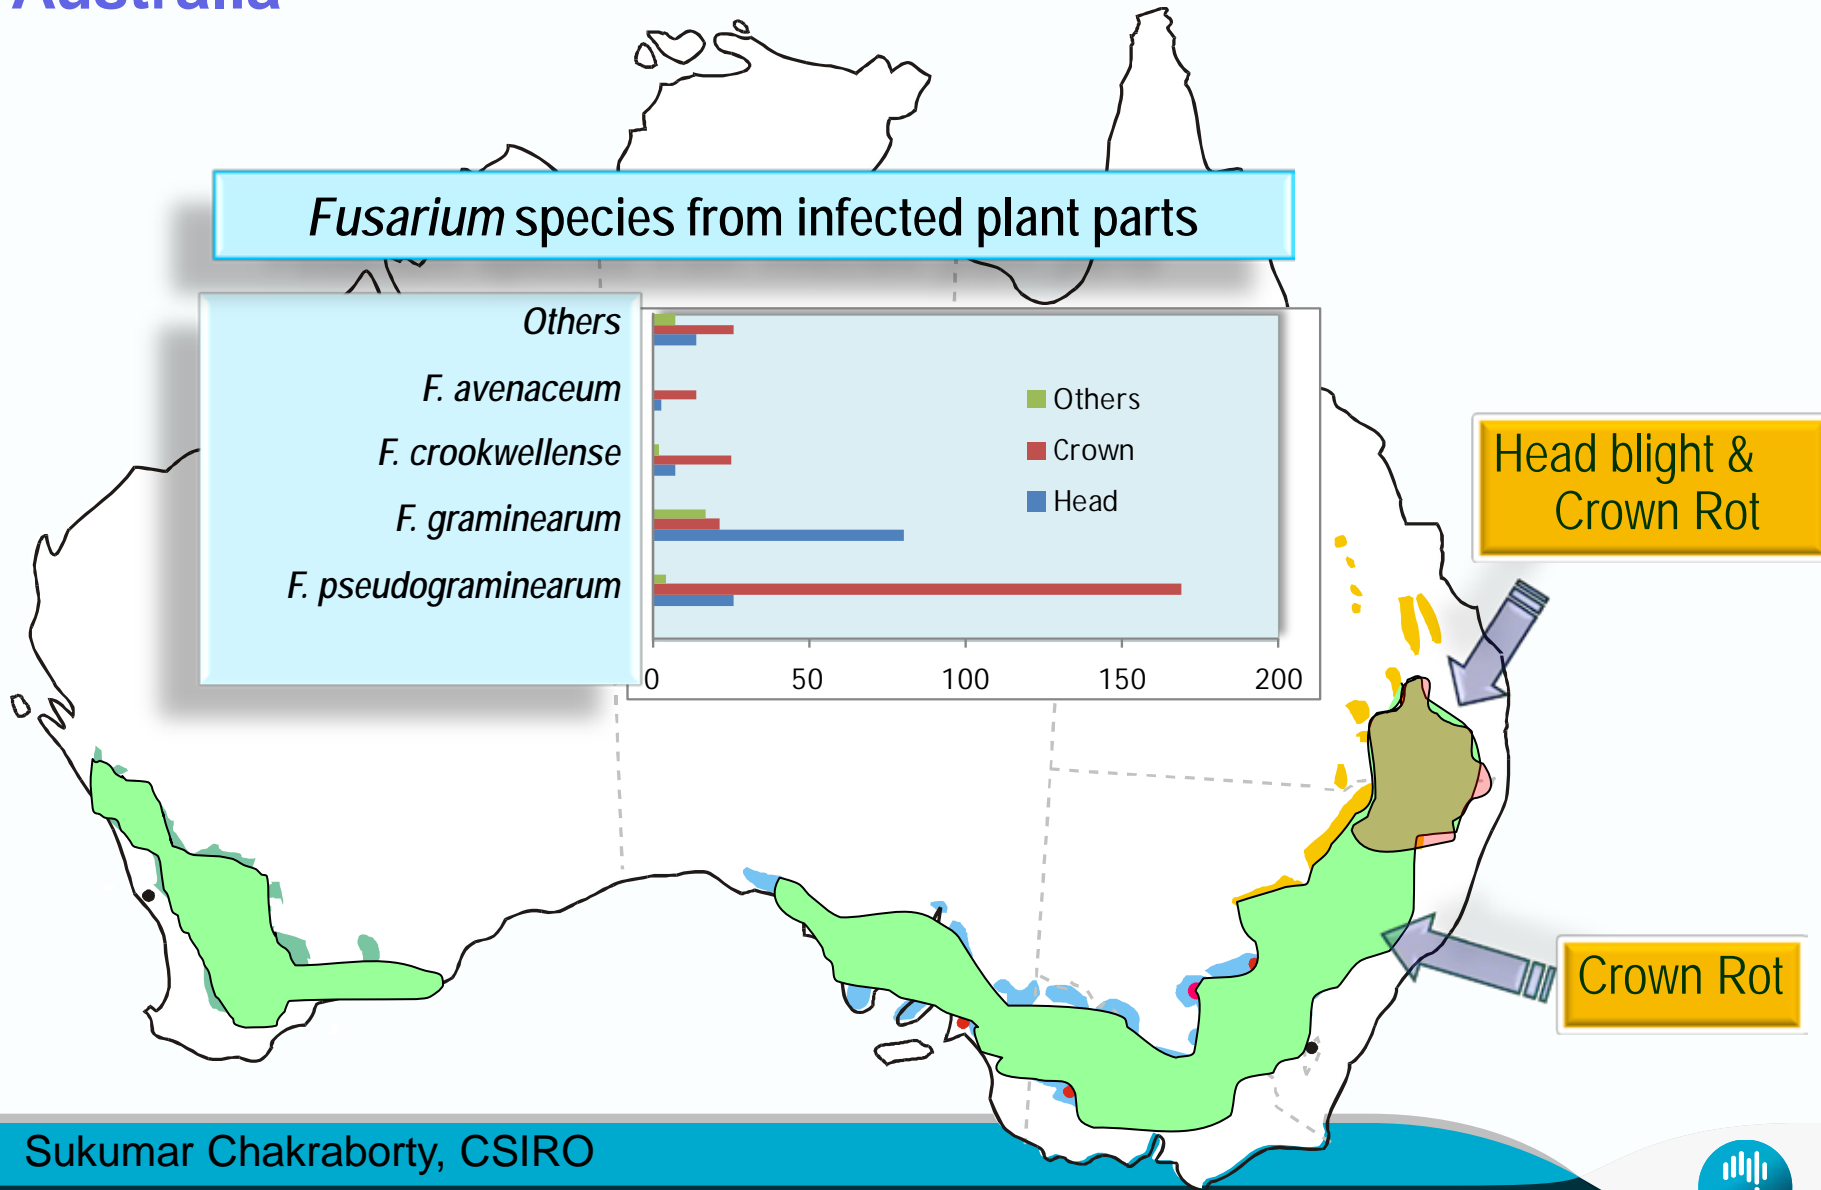 Australia
Fusarium species from infected plant parts
Others
F. avenaceum
F. crookwellense
F. graminearum
F. pseudograminearum
Others
Crown
Head
0 50 100 150 200
Head blight &
Crown Rot
Crown Rot
Sukumar Chakraborty, CSIRO